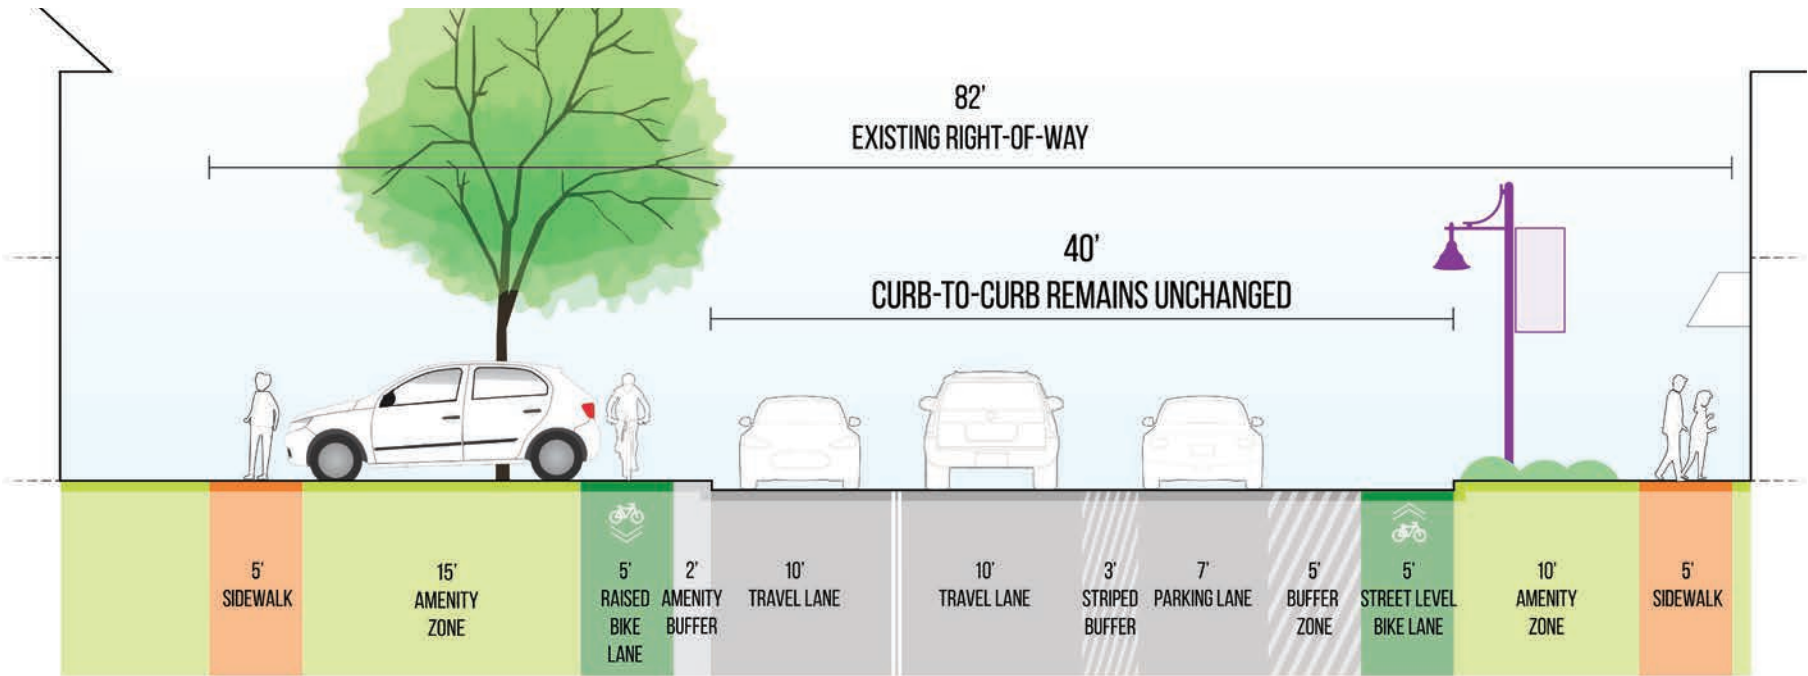 82'
EXISTING RIGHT-OF-WAY
40'
CURB-TO-CURB REMAINS UNCHANGED
5'
SIDEWALK
15'
AMENITY
ZONE
5'
RAISED
BIKE
LANE
2'
AMENITY
BUFFER
10'
TRAVEL LANE
10'
TRAVEL LANE
3'
STRIPED
BUFFER
7'
PARKING LANE
5'
BUFFER
ZONE
5'
STREET LEVEL
BIKE LANE
10'
AMENITY
ZONE
5'
SIDEWALK